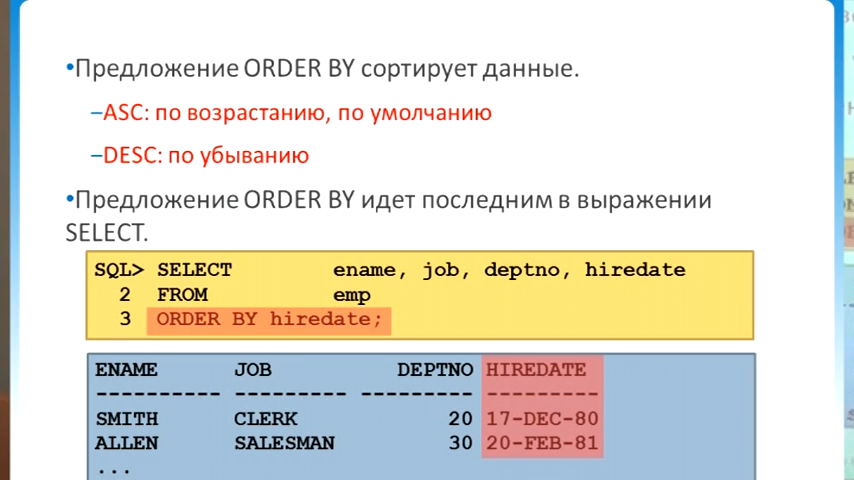 •Предложение ORDER BY сортирует данные.
–ASC: по возрастанию, по умолчанию
–DESC: по убыванию
•Предложение ORDER BY идет последним в выражении
SELECT.
SQL> SELECT ename, job, deptno, hiredate
2 FROM emp
3 ORDER BY hiredate;
ENAME JOB DEPTNO HIREDATE
---------- --------- --------- ---------
SMITH CLERK 20 17-DEC-80
ALLEN SALESMAN 30 20-FEB-81
...